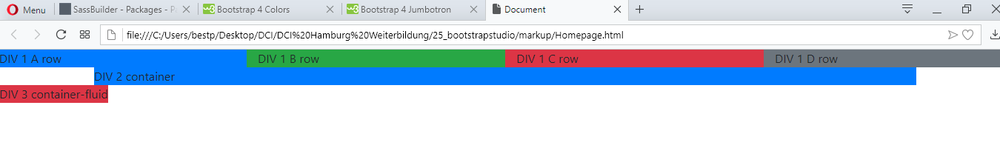 Menu
SassBuilder - Packages - P
Bootstrap 4 Colors
Bootstrap 4 Jumbotron
Document
file:///C:/Users/bestp/Desktop/DCI/DCI%20Hamburg%20Weiterbildung/25_bootstrapstudio/markup/Homepage.html
DIV 1 A row
DIV 1 B row
DIV 1 C row
DIV 1 D row
DIV 2 container
DIV 3 container-fluid